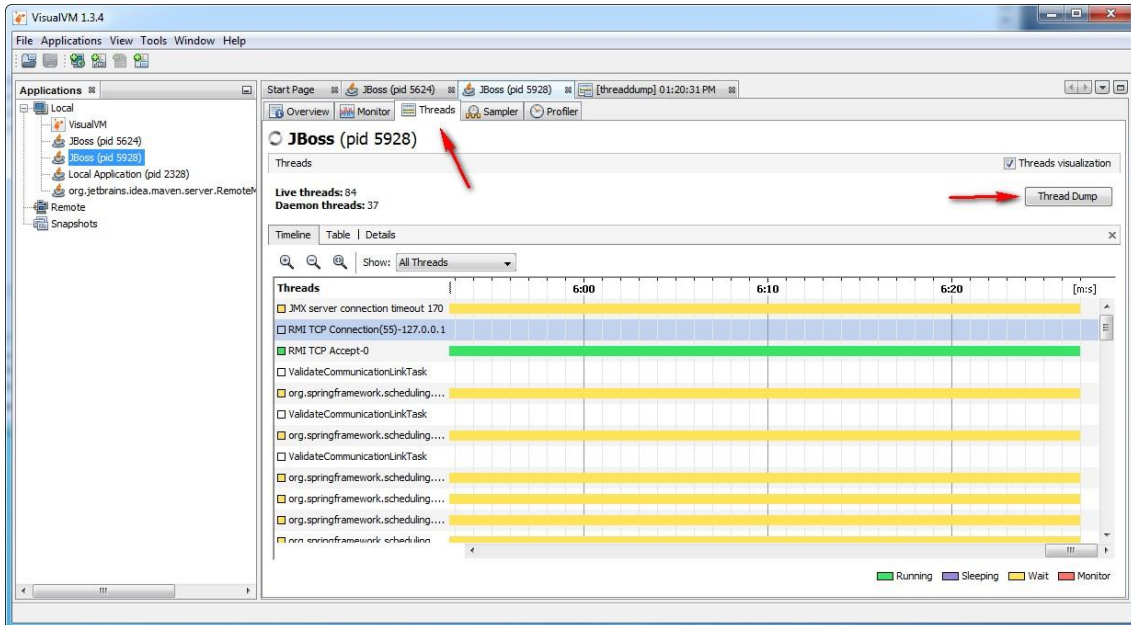 VisualVM 1.3.4
File Applications View Tools Window Help
Applications
Local
VisualVM
JBoss (pid 5624)
JBoss (pid 5928)
Local Application (pid 2328)
org.jetbrains.idea.maven.server.RemoteM
Remote
Snapshots
Start Page JBoss (pid 5624) JBoss (pid 5928) [threaddump] 01:20:31 PM
Overview Monitor Threads Sampler Profiler
JBoss (pid 5928)
Threads Threads visualization
Live threads: 84
Daemon threads: 37
Thread Dump
Timeline Table Details
Show: All Threads
Threads 6:00 6:10 6:20 [m:s]
JMX server connection timeout 170
RMI TCP Connection(55)-127.0.0.1
RMI TCP Accept-0
ValidateCommunicationLinkTask
org.springframework.scheduling....
ValidateCommunicationLinkTask
org.springframework.scheduling....
ValidateCommunicationLinkTask
org.springframework.scheduling....
org.springframework.scheduling....
org.springframework.scheduling....
org.springframework.scheduling
Running Sleeping Wait Monitor